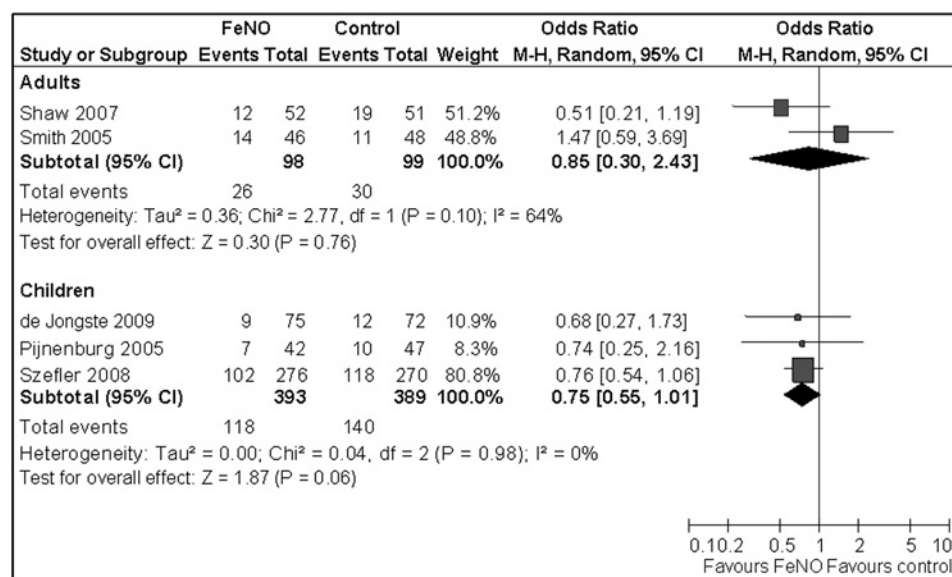 FeNO Control Odds Ratio Odds Ratio
Study or Subgroup Events Total Events Total Weight M-H, Random, 95% CI M-H, Random, 95% CI
Adults
Shaw 2007 12 52 19 51 51.2% 0.51 [0.21, 1.19]
Smith 2005 14 46 11 48 48.8% 1.47 [0.59, 3.69]
Subtotal (95% CI) 98 99 100.0% 0.85 [0.30, 2.43]
Total events 26 30
Heterogeneity: Tau² = 0.36; Chi² = 2.77, df = 1 (P = 0.10); I² = 64%
Test for overall effect: Z = 0.30 (P = 0.76)
Children
de Jongste 2009 9 75 12 72 10.9% 0.68 [0.27, 1.73]
Pijnenburg 2005 7 42 10 47 8.3% 0.74 [0.25, 2.16]
Szefler 2008 102 276 118 270 80.8% 0.76 [0.54, 1.06]
Subtotal (95% CI) 393 389 100.0% 0.75 [0.55, 1.01]
Total events 118 140
Heterogeneity: Tau² = 0.00; Chi² = 0.04, df = 2 (P = 0.98); I² = 0%
Test for overall effect: Z = 1.87 (P = 0.06)
0.1 0.2 0.5 1 2 5 10
Favours FeNO Favours control